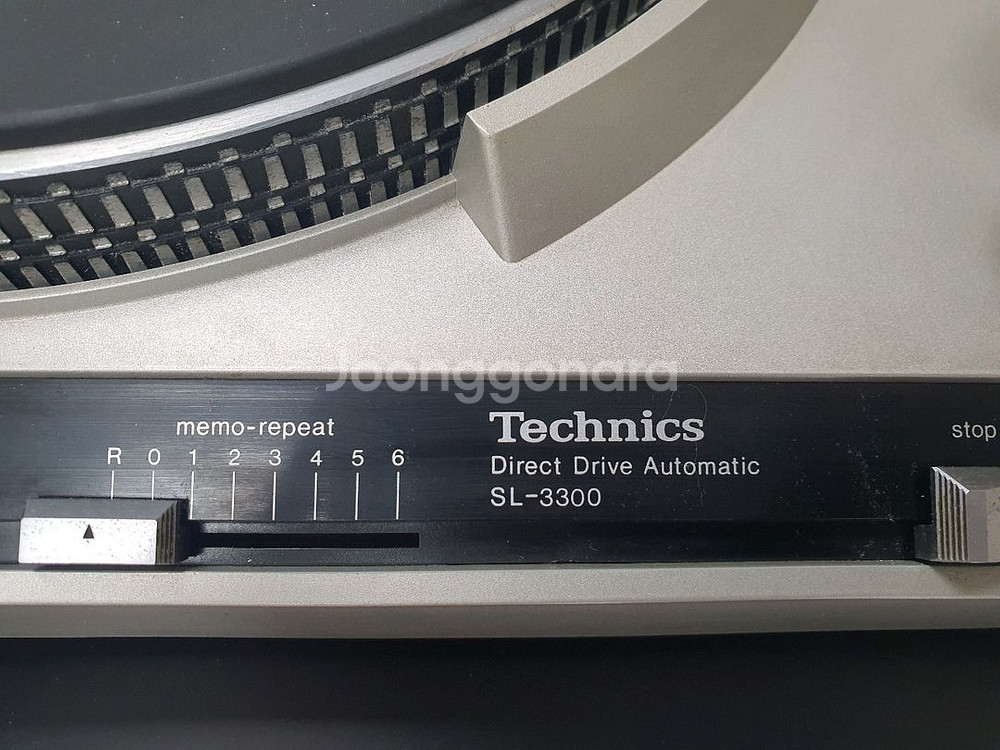 Joonggonara
memo-repeat
R 0 1 2 3 4 5 6
Technics
Direct Drive Automatic
SL-3300
stop